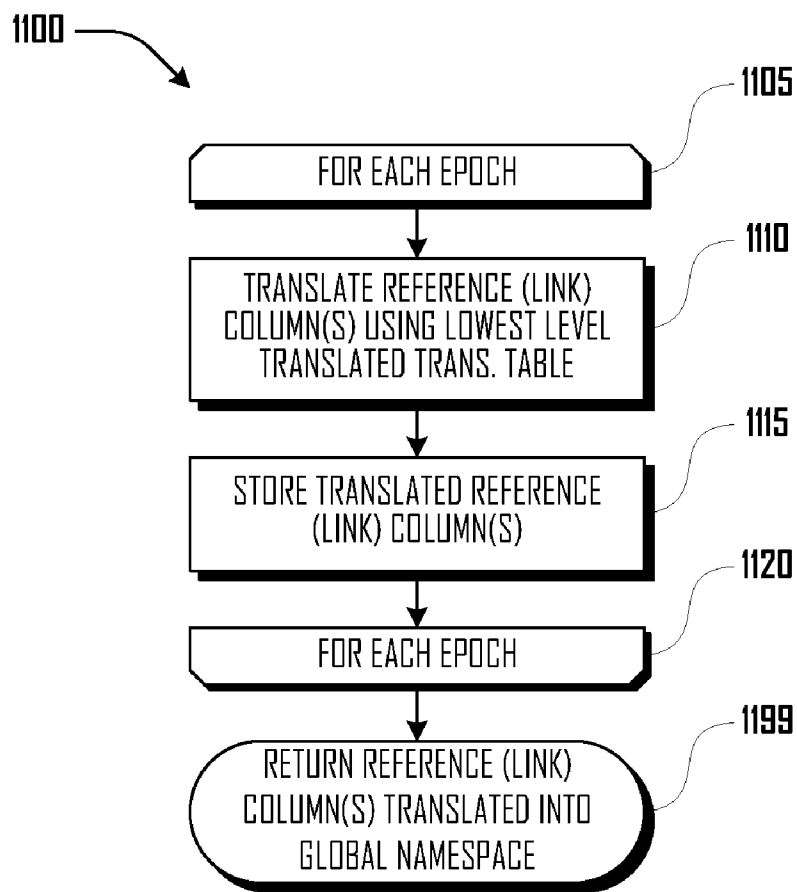 1100
1105
FOR EACH EPOCH
1110
TRANSLATE REFERENCE (LINK)
COLUMN(S) USING LOWEST LEVEL
TRANSLATED TRANS. TABLE
1115
STORE TRANSLATED REFERENCE
(LINK) COLUMN(S)
1120
FOR EACH EPOCH
1199
RETURN REFERENCE (LINK)
COLUMN(S) TRANSLATED INTO
GLOBAL NAMESPACE